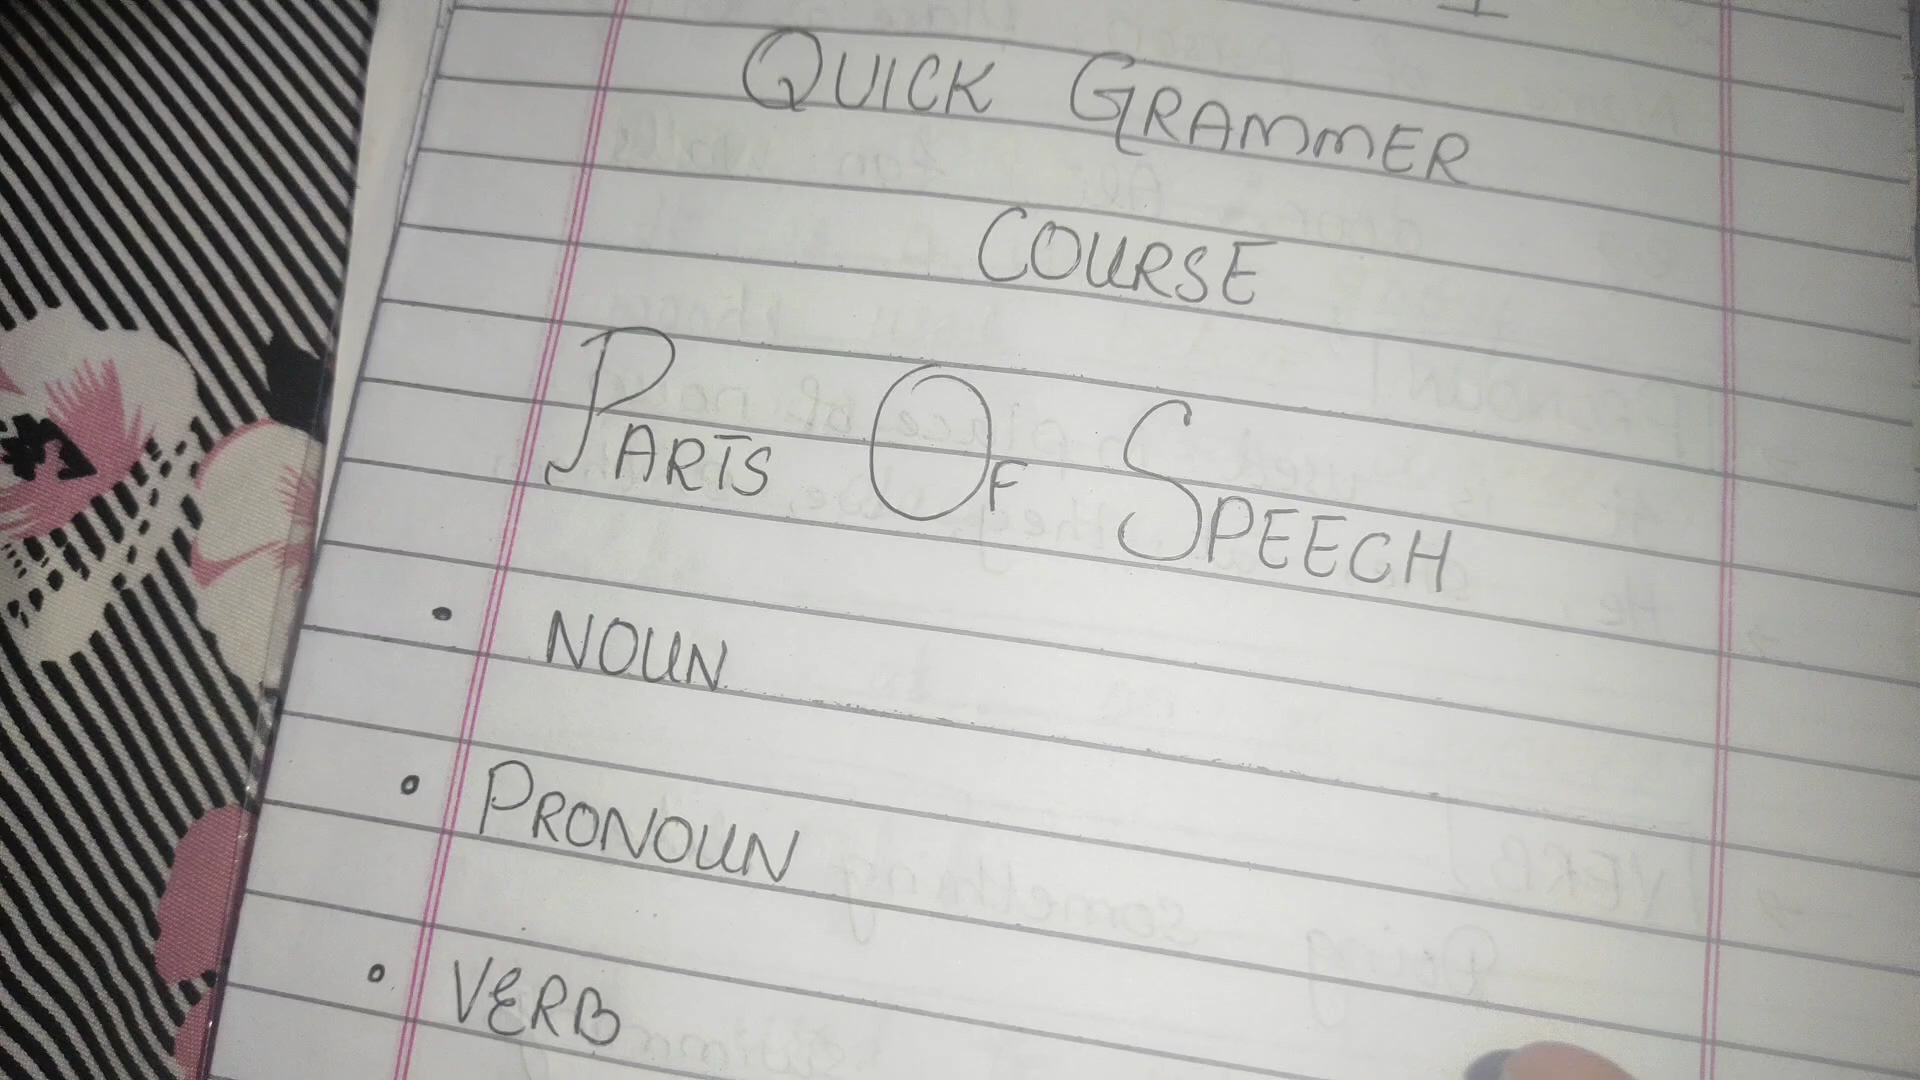 QUICK GRAMMER
COURSE
PARTS OF SPEECH
• NOUN
• PRONOUN
• VERB